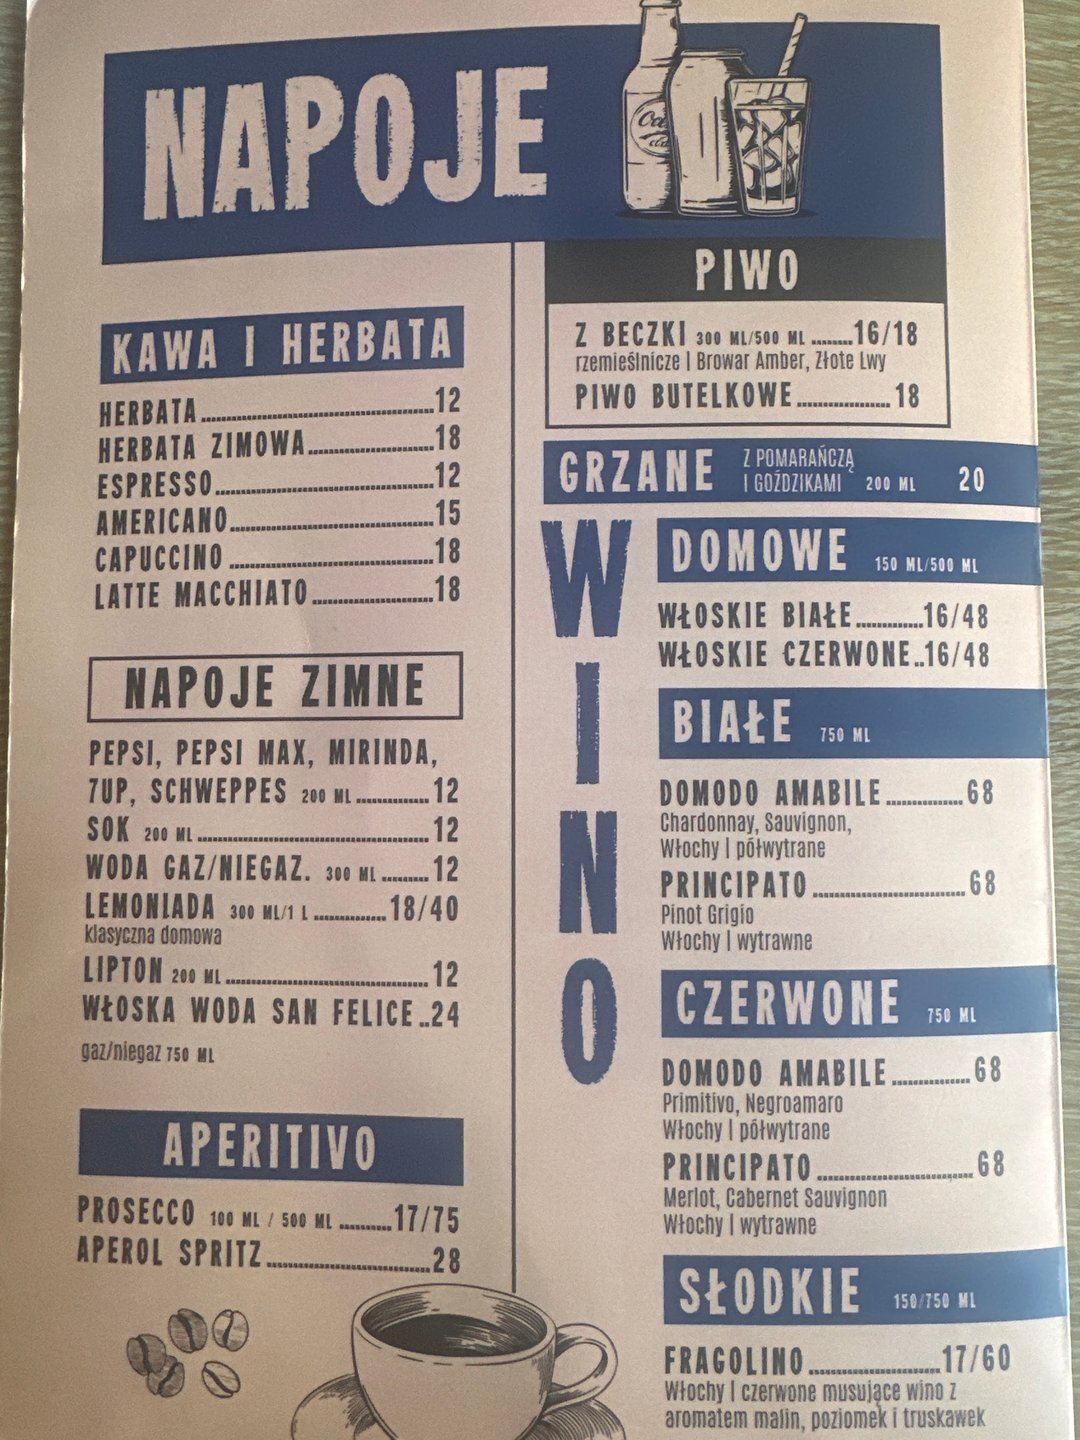 NAPOJE
KAWA I HERBATA
HERBATA..........12
HERBATA ZIMOWA..........18
ESPRESSO..........12
AMERICANO..........15
CAPUCCINO..........18
LATTE MACCHIATO..........18
NAPOJE ZIMNE
PEPSI, PEPSI MAX, MIRINDA,
7UP, SCHWEPPES 200 ML..........12
SOK 200 ML..........12
WODA GAZ/NIEGAZ. 300 ML..........12
LEMONIADA 300 ML/1 L..........18/40
klasyczna domowa
LIPTON 200 ML..........12
WŁOSKA WODA SAN FELICE..24
gaz/niegaz 750 ML
APERITIVO
PROSECCO 100 ML / 500 ML..........17/75
APEROL SPRITZ..........28
PIWO
Z BECZKI 300 ML/500 ML ........16/18
rzemieślnicze | Browar Amber, Złote Lwy
PIWO BUTELKOWE..........18
GRZANE Z POMARAŃCZĄ
I GOŹDZIKAMI 200 ML 20
WINO
DOMOWE 150 ML/500 ML
WŁOSKIE BIAŁE..........16/48
WŁOSKIE CZERWONE..16/48
BIAŁE 750 ML
DOMODO AMABILE..........68
Chardonnay, Sauvignon,
Włochy | półwytrane
PRINCIPATO..........68
Pinot Grigio
Włochy | wytrawne
CZERWONE 750 ML
DOMODO AMABILE..........68
Primitivo, Negroamaro
Włochy | półwytrane
PRINCIPATO..........68
Merlot, Cabernet Sauvignon
Włochy | wytrawne
SŁODKIE 150/750 ML
FRAGOLINO..........17/60
Włochy | czerwone musujące wino z
aromatem malin, poziomek i truskawek